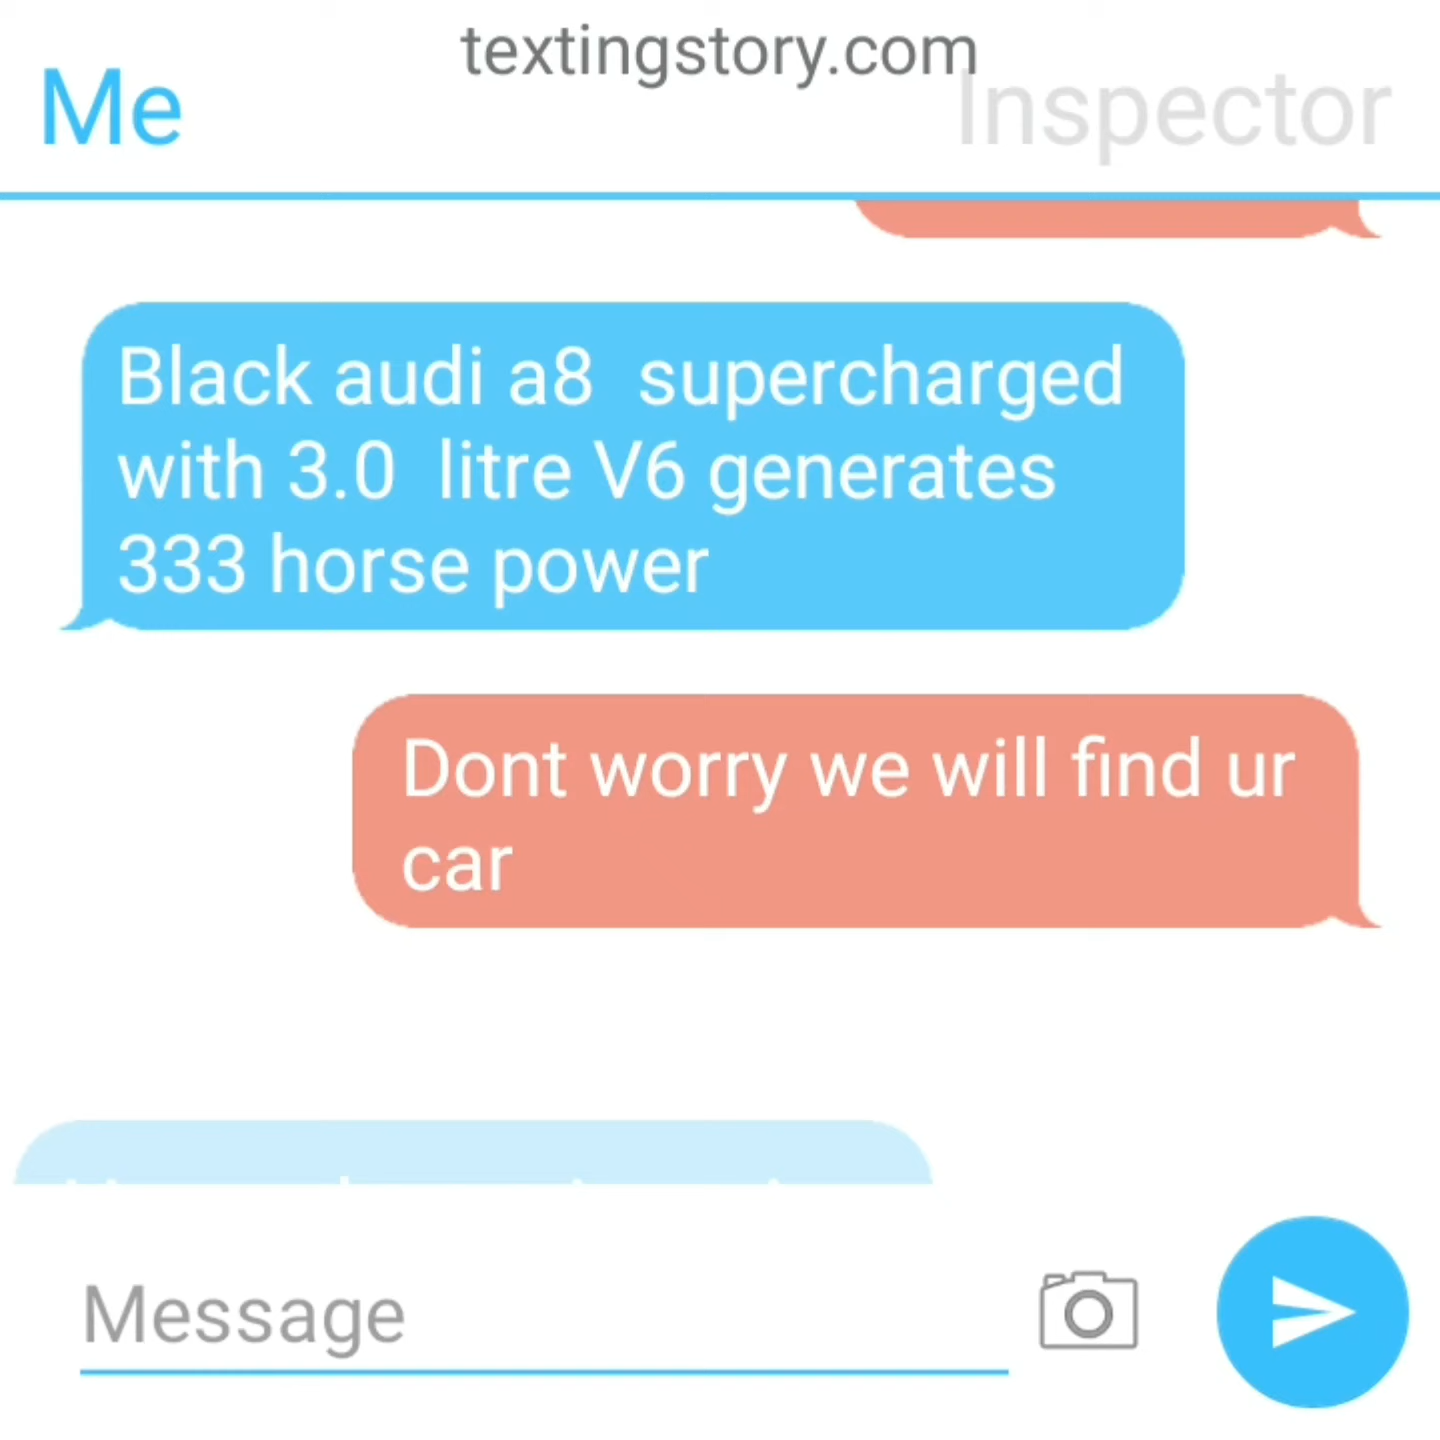 textingstory.com
Me
Inspector
Black audi a8  supercharged
with 3.0  litre V6 generates
333 horse power
Dont worry we will find ur
car
Message